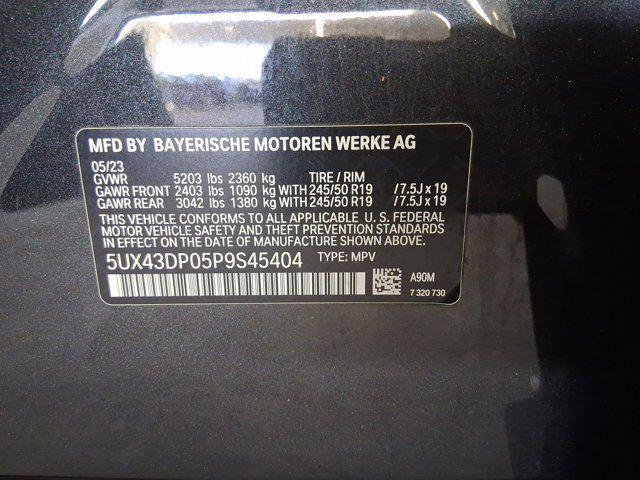 MFD BY BAYERISCHE MOTOREN WERKE AG
05/23
GVWR 5203 lbs 2360 kg TIRE / RIM
GAWR FRONT 2403 lbs 1090 kg WITH 245/50 R19 / 7.5J x 19
GAWR REAR 3042 lbs 1380 kg WITH 245/50 R19 / 7.5J x 19
THIS VEHICLE CONFORMS TO ALL APPLICABLE U. S. FEDERAL
MOTOR VEHICLE SAFETY AND THEFT PREVENTION STANDARDS
IN EFFECT ON THE DATE OF MANUFACTURE SHOWN ABOVE.
5UX43DP05P9S45404 TYPE: MPV
A90M
7 320 730